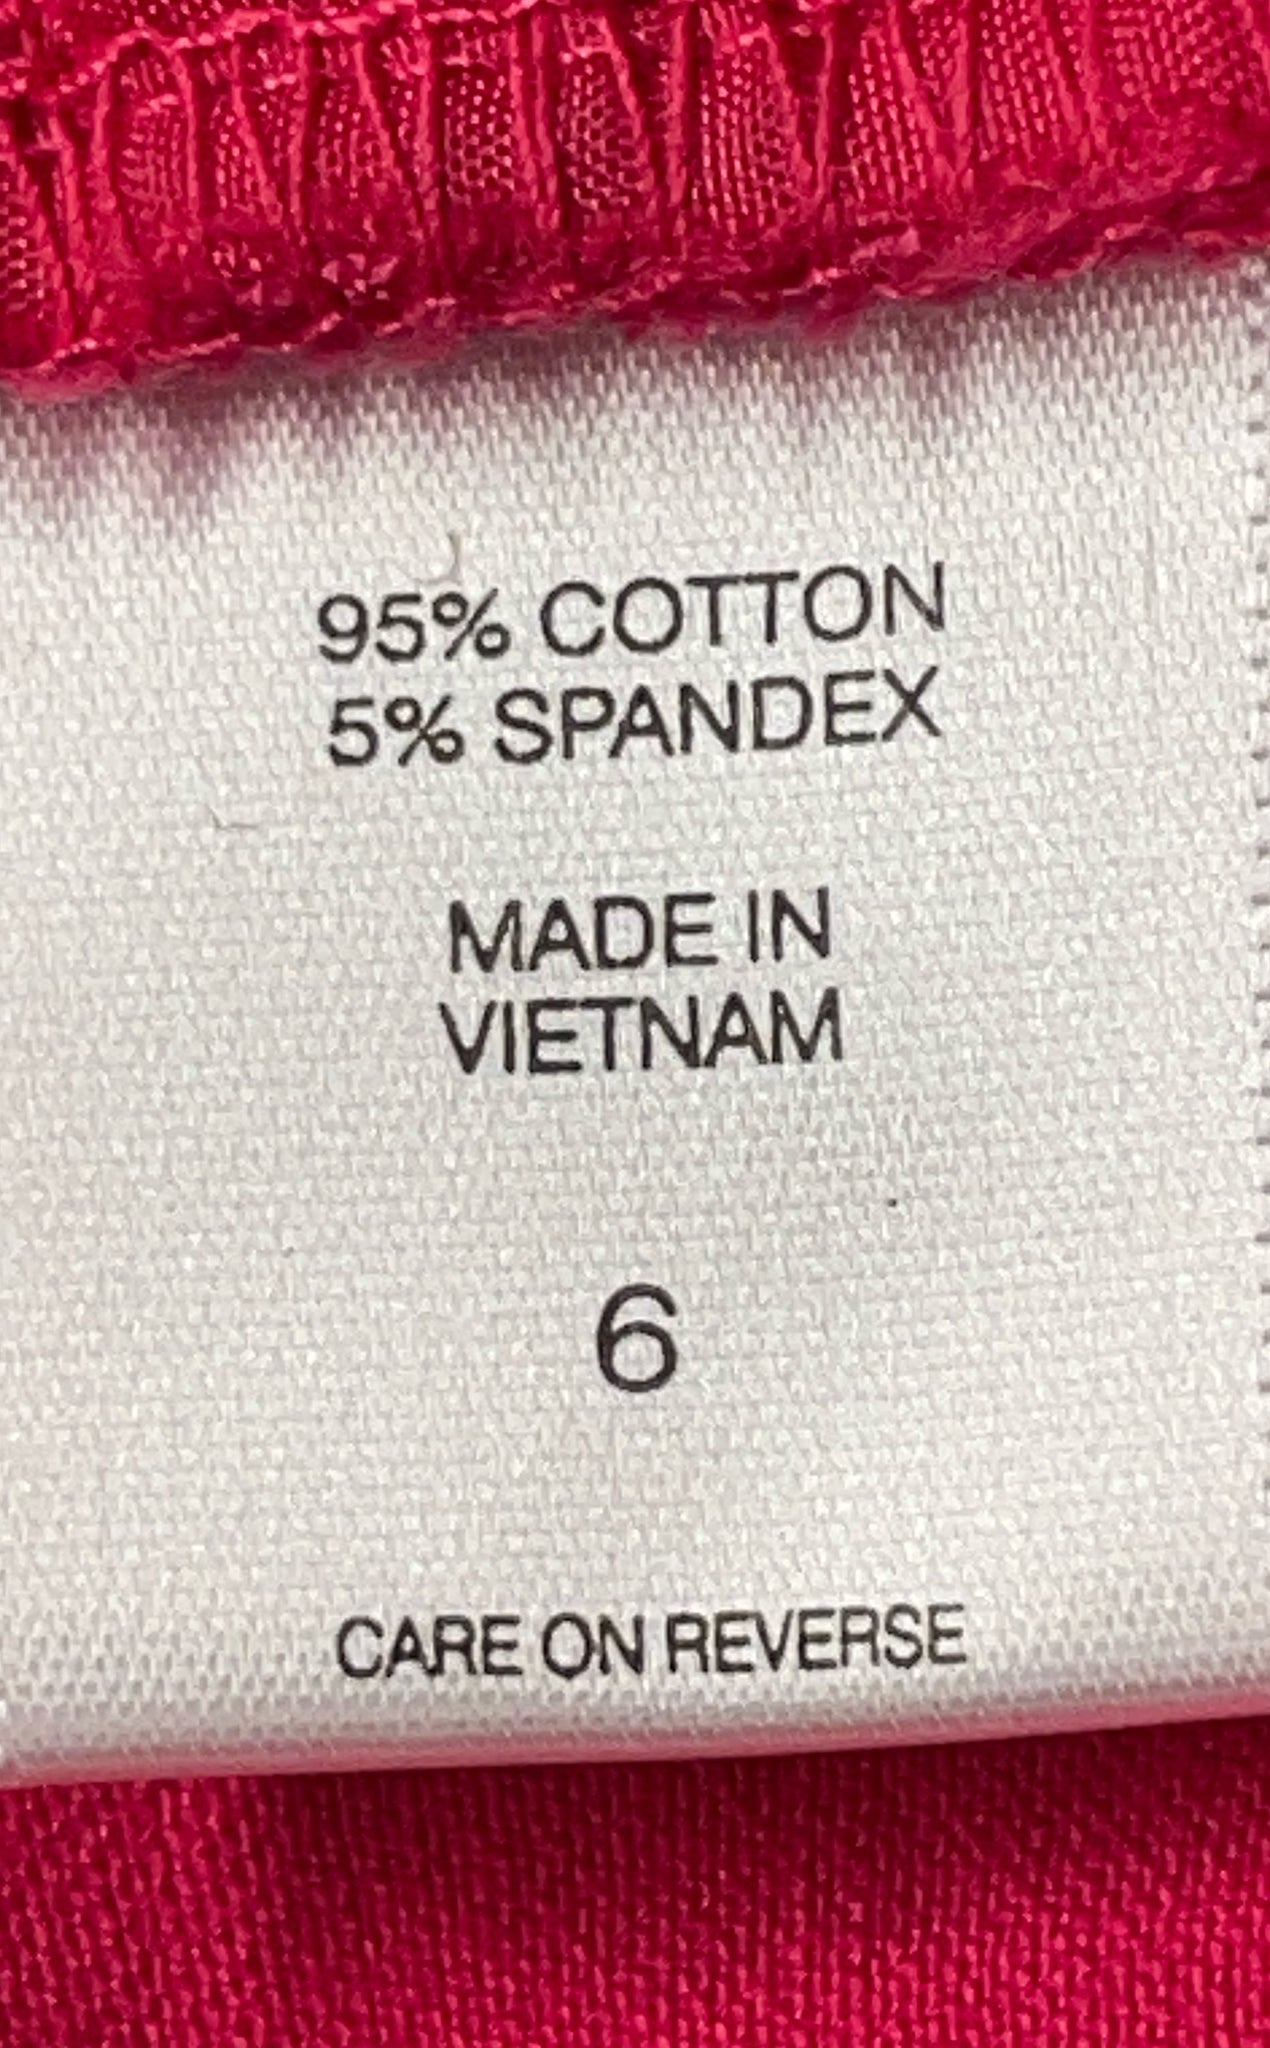 95% COTTON
5% SPANDEX
MADE IN
VIETNAM
6
CARE ON REVERSE